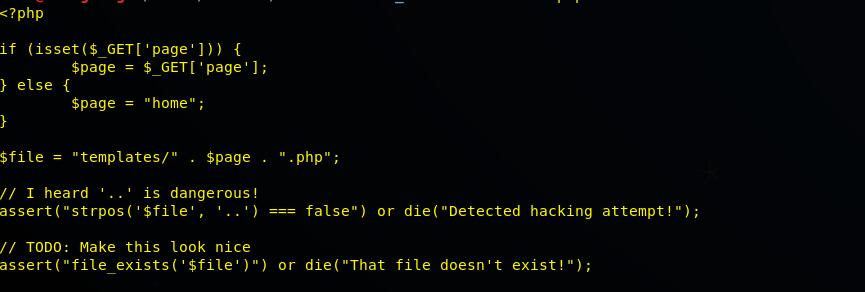 <?php
if (isset($_GET['page'])) {
        $page = $_GET['page'];
} else {
        $page = "home";
}
$file = "templates/" . $page . ".php";
// I heard '..' is dangerous!
assert("strpos('$file', '..') === false") or die("Detected hacking attempt!");
// TODO: Make this look nice
assert("file_exists('$file')") or die("That file doesn't exist!");